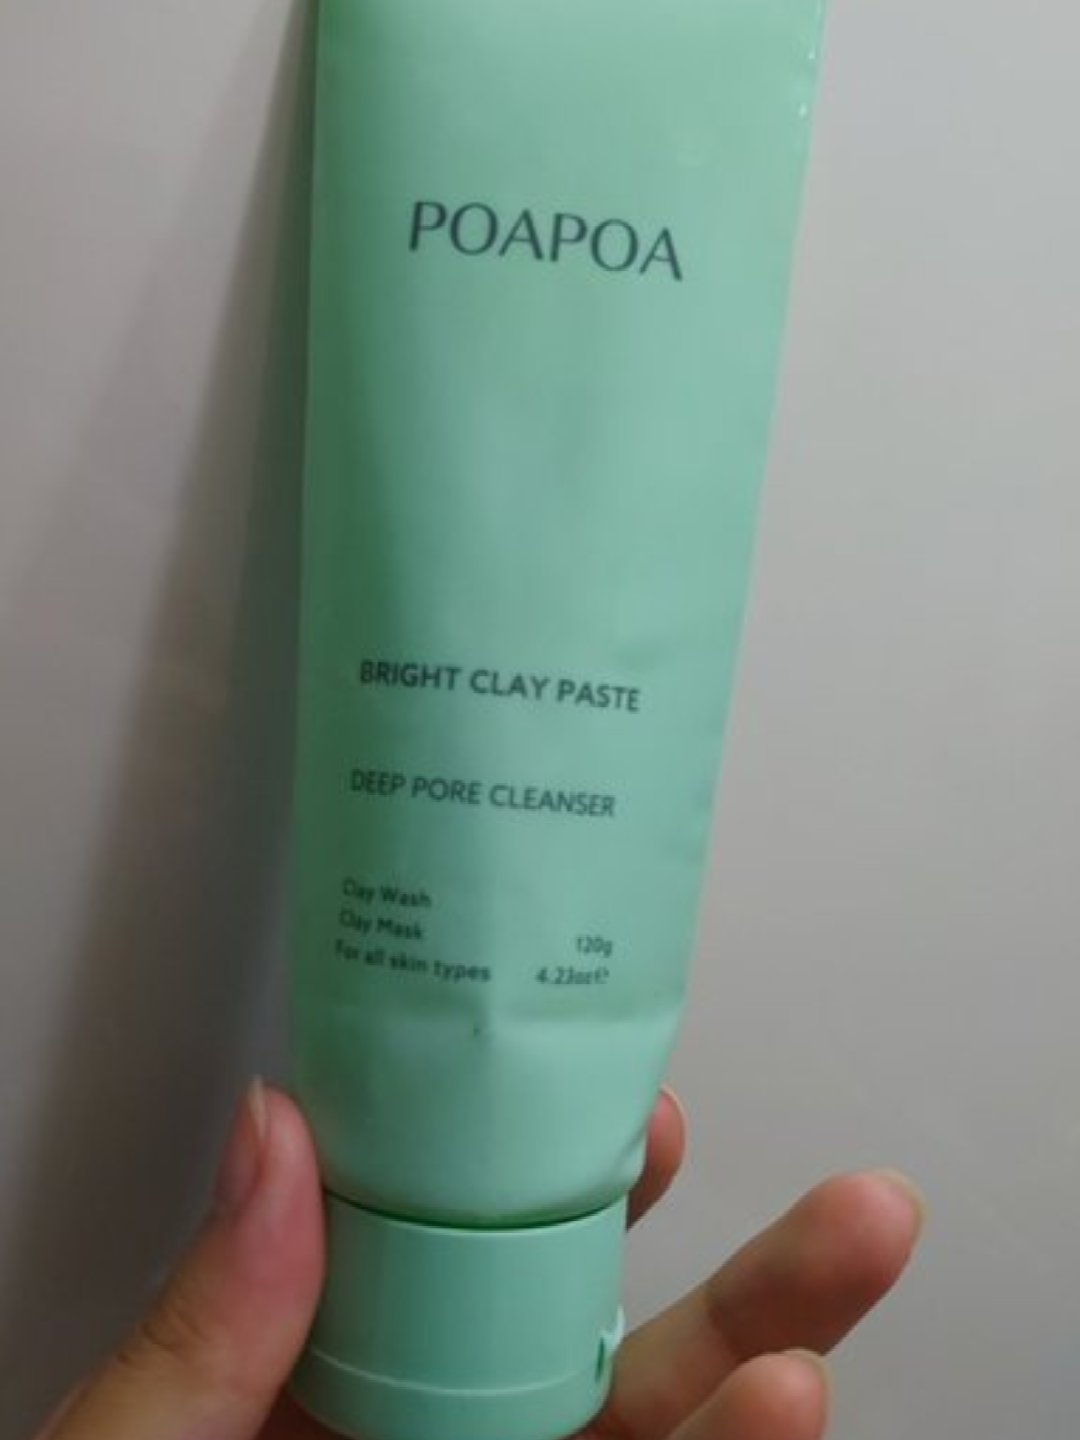 POAPOA
BRIGHT CLAY PASTE
DEEP PORE CLEANSER
Clay Wash
Clay Mask
For all skin types
120g
4.23oz℮